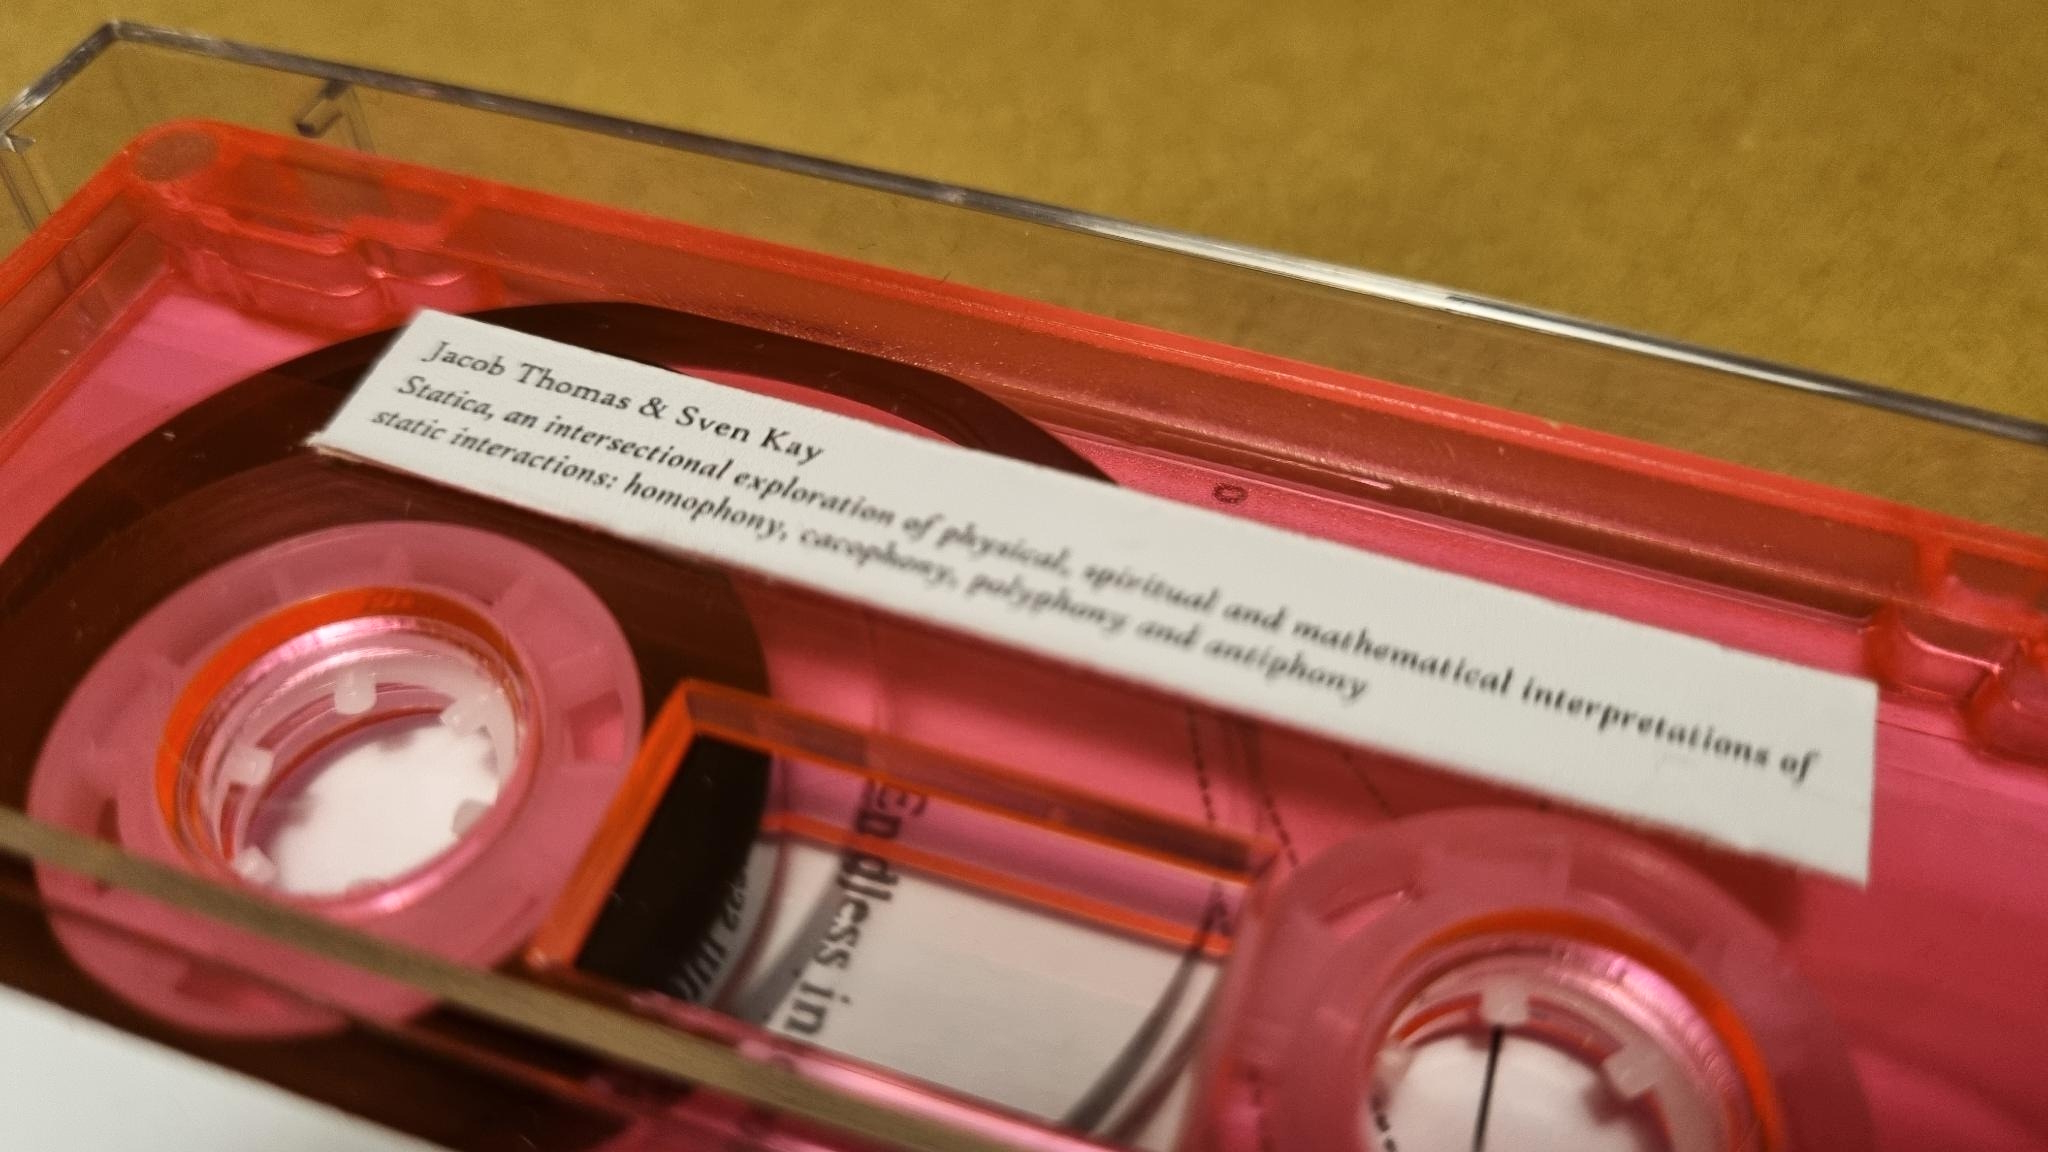 Jacob Thomas & Sven Kay
Statica, an intersectional exploration of physical, spiritual and mathematical interpretations of
static interactions: homophony, cacophony, polyphony and antiphony
Endless in